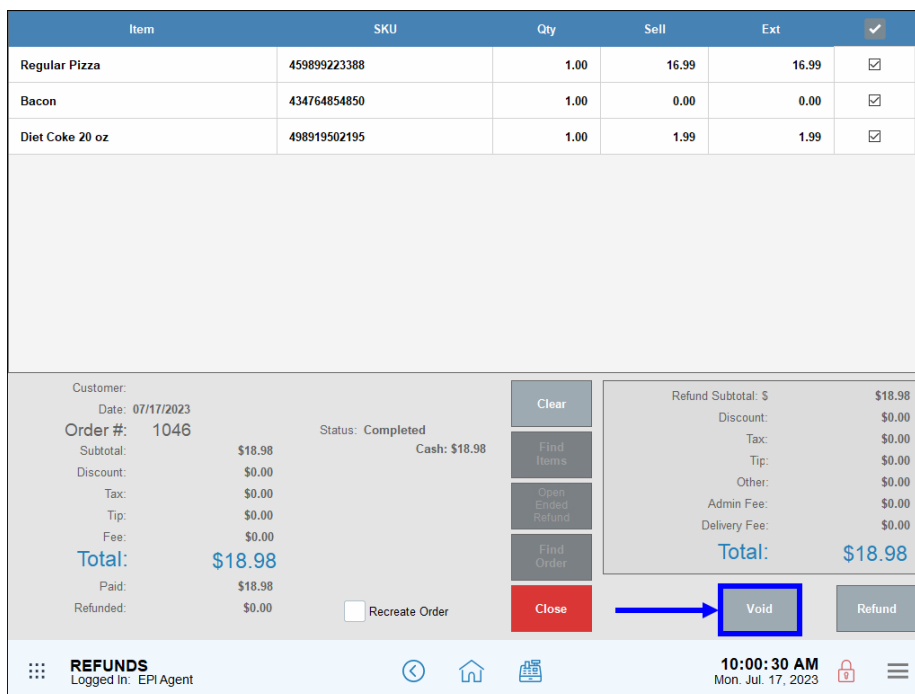 Item SKU Qty Sell Ext
Regular Pizza 459899223388 1.00 16.99 16.99
Bacon 434764854850 1.00 0.00 0.00
Diet Coke 20 oz 498919502195 1.00 1.99 1.99
Customer:
Date: 07/17/2023
Order #: 1046
Subtotal: $18.98
Discount: $0.00
Tax: $0.00
Tip: $0.00
Fee: $0.00
Total: $18.98
Paid: $18.98
Refunded: $0.00
Status: Completed
Cash: $18.98
Recreate Order
Clear
Find
Items
Open
Ended
Refund
Find
Order
Close
Refund Subtotal: $ $18.98
Discount: $0.00
Tax: $0.00
Tip: $0.00
Other: $0.00
Admin Fee: $0.00
Delivery Fee: $0.00
Total: $18.98
Void
Refund
REFUNDS
Logged In: EPI Agent
10:00:30 AM
Mon. Jul. 17, 2023